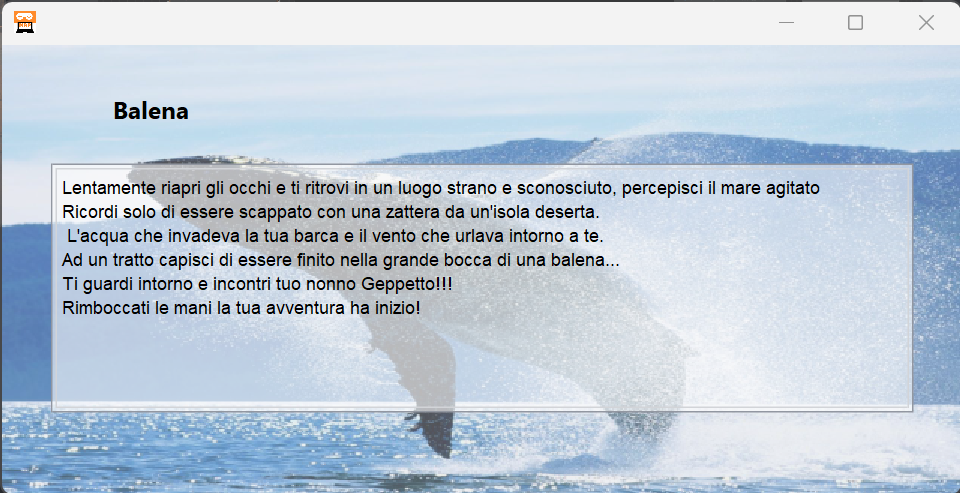 Balena
Lentamente riapri gli occhi e ti ritrovi in un luogo strano e sconosciuto, percepisci il mare agitato
Ricordi solo di essere scappato con una zattera da un'isola deserta.
L'acqua che invadeva la tua barca e il vento che urlava intorno a te.
Ad un tratto capisci di essere finito nella grande bocca di una balena...
Ti guardi intorno e incontri tuo nonno Geppetto!!!
Rimboccati le mani la tua avventura ha inizio!